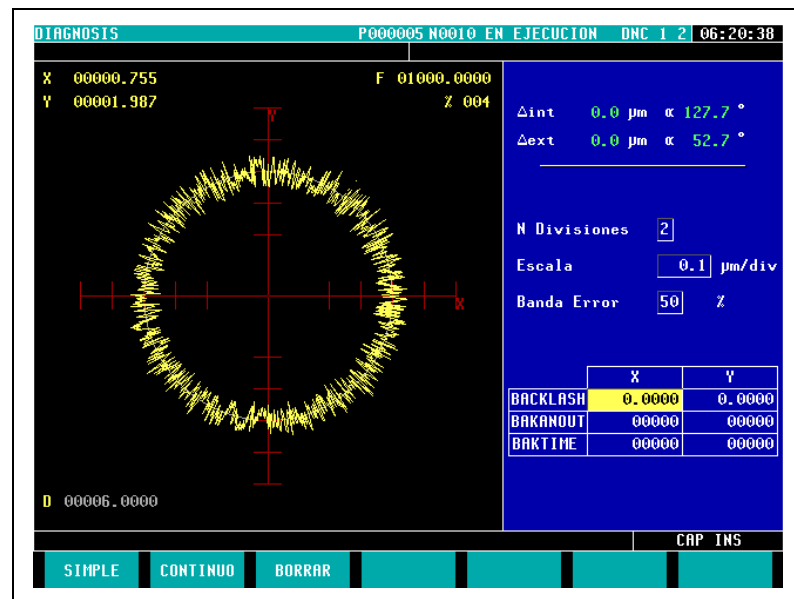 DIAGNOSIS P000005 N0010 EN EJECUCION DNC 1 2 06:20:38
X 00000.755 F 01000.0000
Y 00001.987 % 004
Y
X
D 00006.0000
Δint 0.0 µm α 127.7 °
Δext 0.0 µm α 52.7 °
N Divisiones 2
Escala 0.1 µm/div
Banda Error 50 %
X Y
BACKLASH 0.0000 0.0000
BAKANOUT 00000 00000
BAKTIME 00000 00000
CAP INS
SIMPLE CONTINUO BORRAR